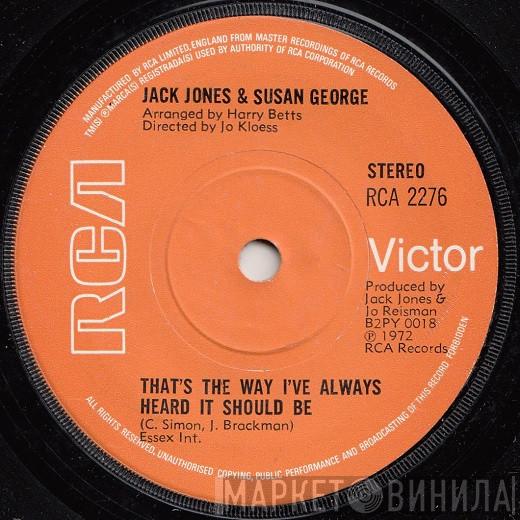 MANUFACTURED BY RCA LIMITED, ENGLAND FROM MASTER RECORDINGS OF RCA RECORDS
TM(S) ® MARCA(S) REGISTRADA(S) USED BY AUTHORITY OF RCA CORPORATION
JACK JONES & SUSAN GEORGE
Arranged by Harry Betts
Directed by Jo Kloess
RCA
STEREO
RCA 2276
Victor
Produced by
Jack Jones &
Jo Reisman
B2PY 0018
℗ 1972
RCA Records
THAT'S THE WAY I'VE ALWAYS
HEARD IT SHOULD BE
(C. Simon, J. Brackman)
Essex Int.
ALL RIGHTS RESERVED. UNAUTHORISED COPYING, PUBLIC PERFORMANCE AND BROADCASTING OF THIS RECORD FORBIDDEN
МАРКЕТ ВИНИЛА